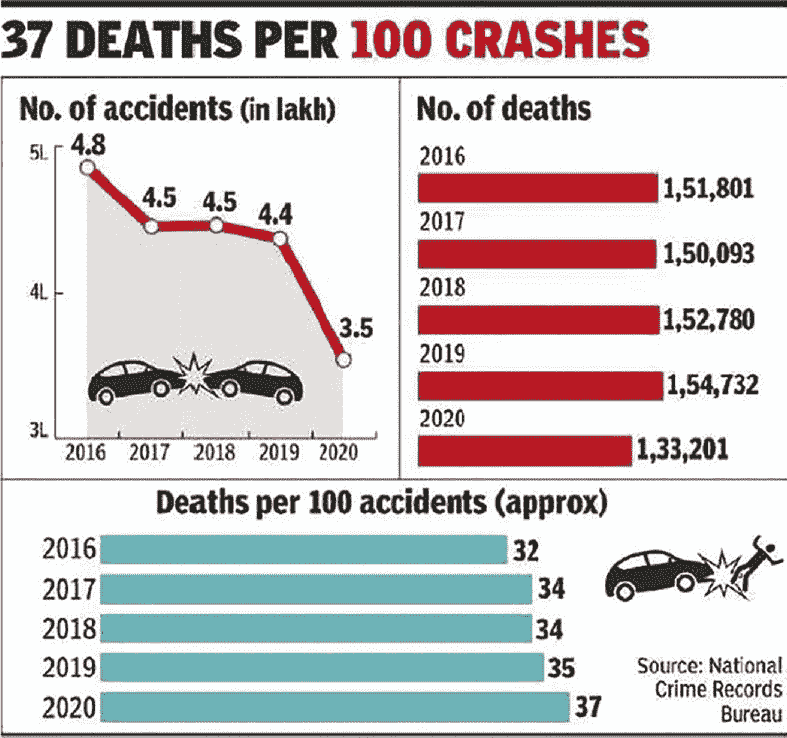 37 DEATHS PER 100 CRASHES
No. of accidents (in lakh)
5L
4.8
4.5
4.5
4.4
4L
3.5
3L
2016 2017 2018 2019 2020
No. of deaths
2016
1,51,801
2017
1,50,093
2018
1,52,780
2019
1,54,732
2020
1,33,201
Deaths per 100 accidents (approx)
2016 32
2017 34
2018 34
2019 35
2020 37
Source: National
Crime Records
Bureau